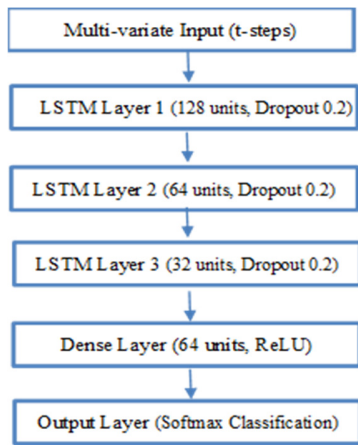 Multi-variate Input (t-steps)
LSTM Layer 1 (128 units, Dropout 0.2)
LSTM Layer 2 (64 units, Dropout 0.2)
LSTM Layer 3 (32 units, Dropout 0.2)
Dense Layer (64 units, ReLU)
Output Layer (Softmax Classification)